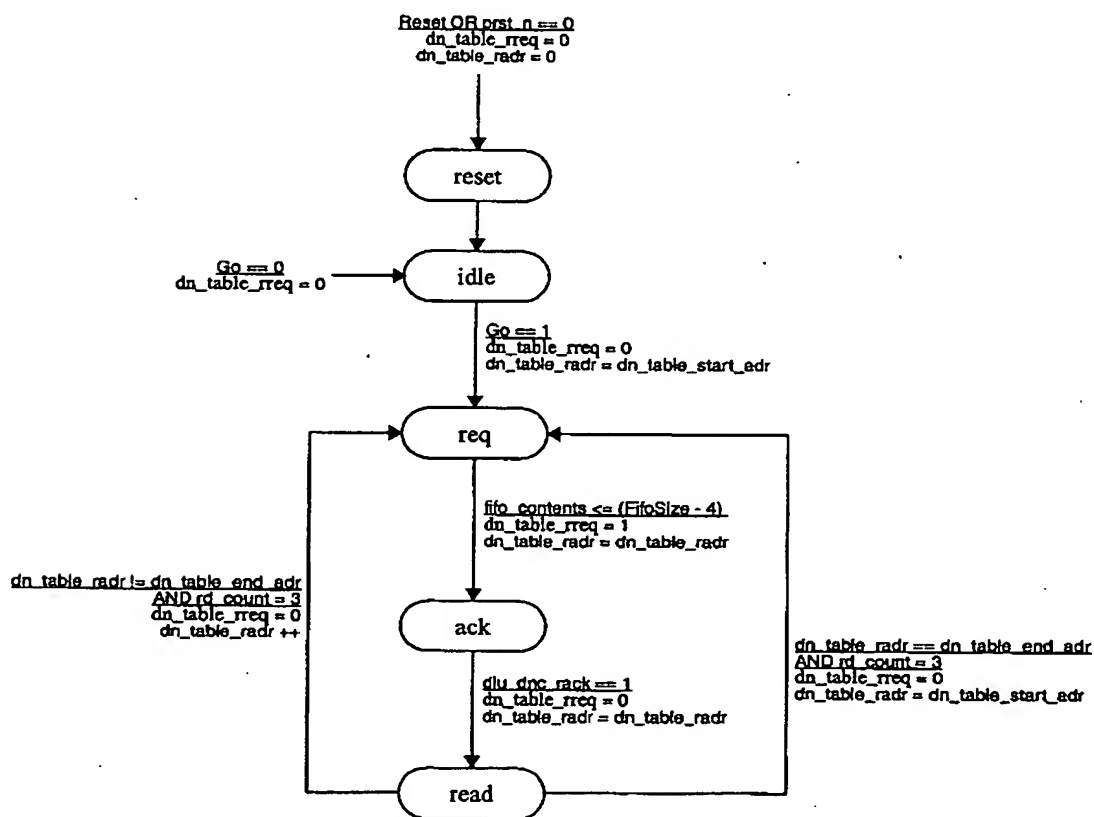 Reset OR prst_n == 0
dn_table_rreq = 0
dn_table_radr = 0
reset
Go == 0
dn_table_rreq = 0
idle
Go == 1
dn_table_rreq = 0
dn_table_radr = dn_table_start_adr
req
fifo_contents <= (FifoSize - 4)
dn_table_rreq = 1
dn_table_radr = dn_table_radr
dn_table_radr != dn_table_end_adr
AND rd_count = 3
dn_table_rreq = 0
dn_table_radr ++
ack
dn_table_radr == dn_table_end_adr
AND rd_count = 3
dn_table_rreq = 0
dn_table_radr = dn_table_start_adr
diu_dnc_rack == 1
dn_table_rreq = 0
dn_table_radr = dn_table_radr
read